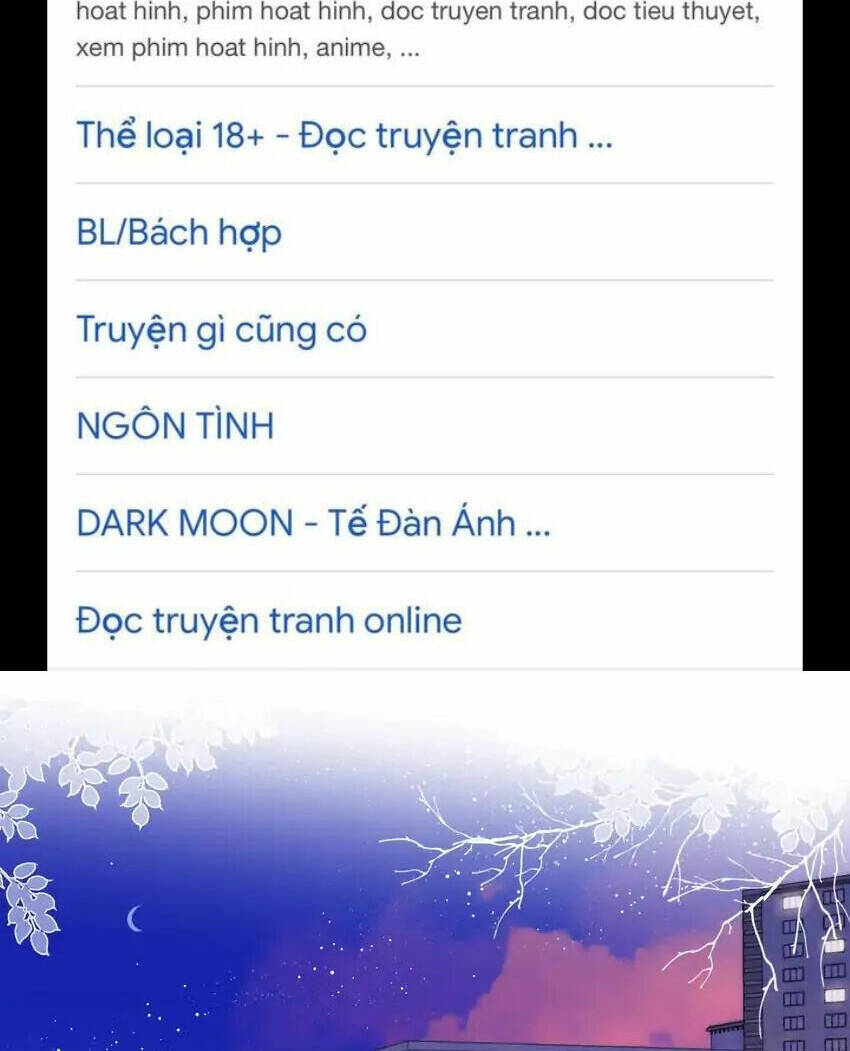 hoat hinh, phim hoat hinh, doc truyen tranh, doc tieu thuyet,
xem phim hoat hinh, anime, ...
Thể loại 18+ - Đọc truyện tranh ...
BL/Bách hợp
Truyện gì cũng có
NGÔN TÌNH
DARK MOON - Tế Đàn Ánh ...
Đọc truyện tranh online